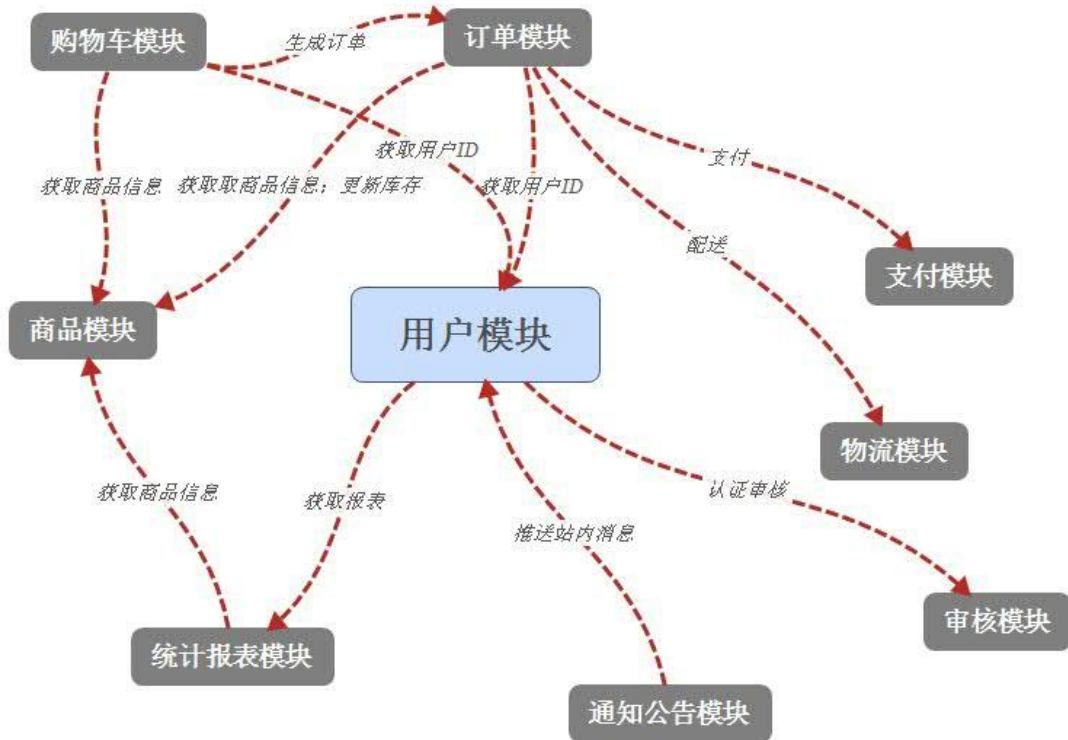 购物车模块
订单模块
生成订单
获取用户ID
支付
获取商品信息
获取取商品信息；更新库存
获取用户ID
配送
支付模块
商品模块
用户模块
物流模块
获取商品信息
获取报表
认证审核
推送站内消息
审核模块
统计报表模块
通知公告模块